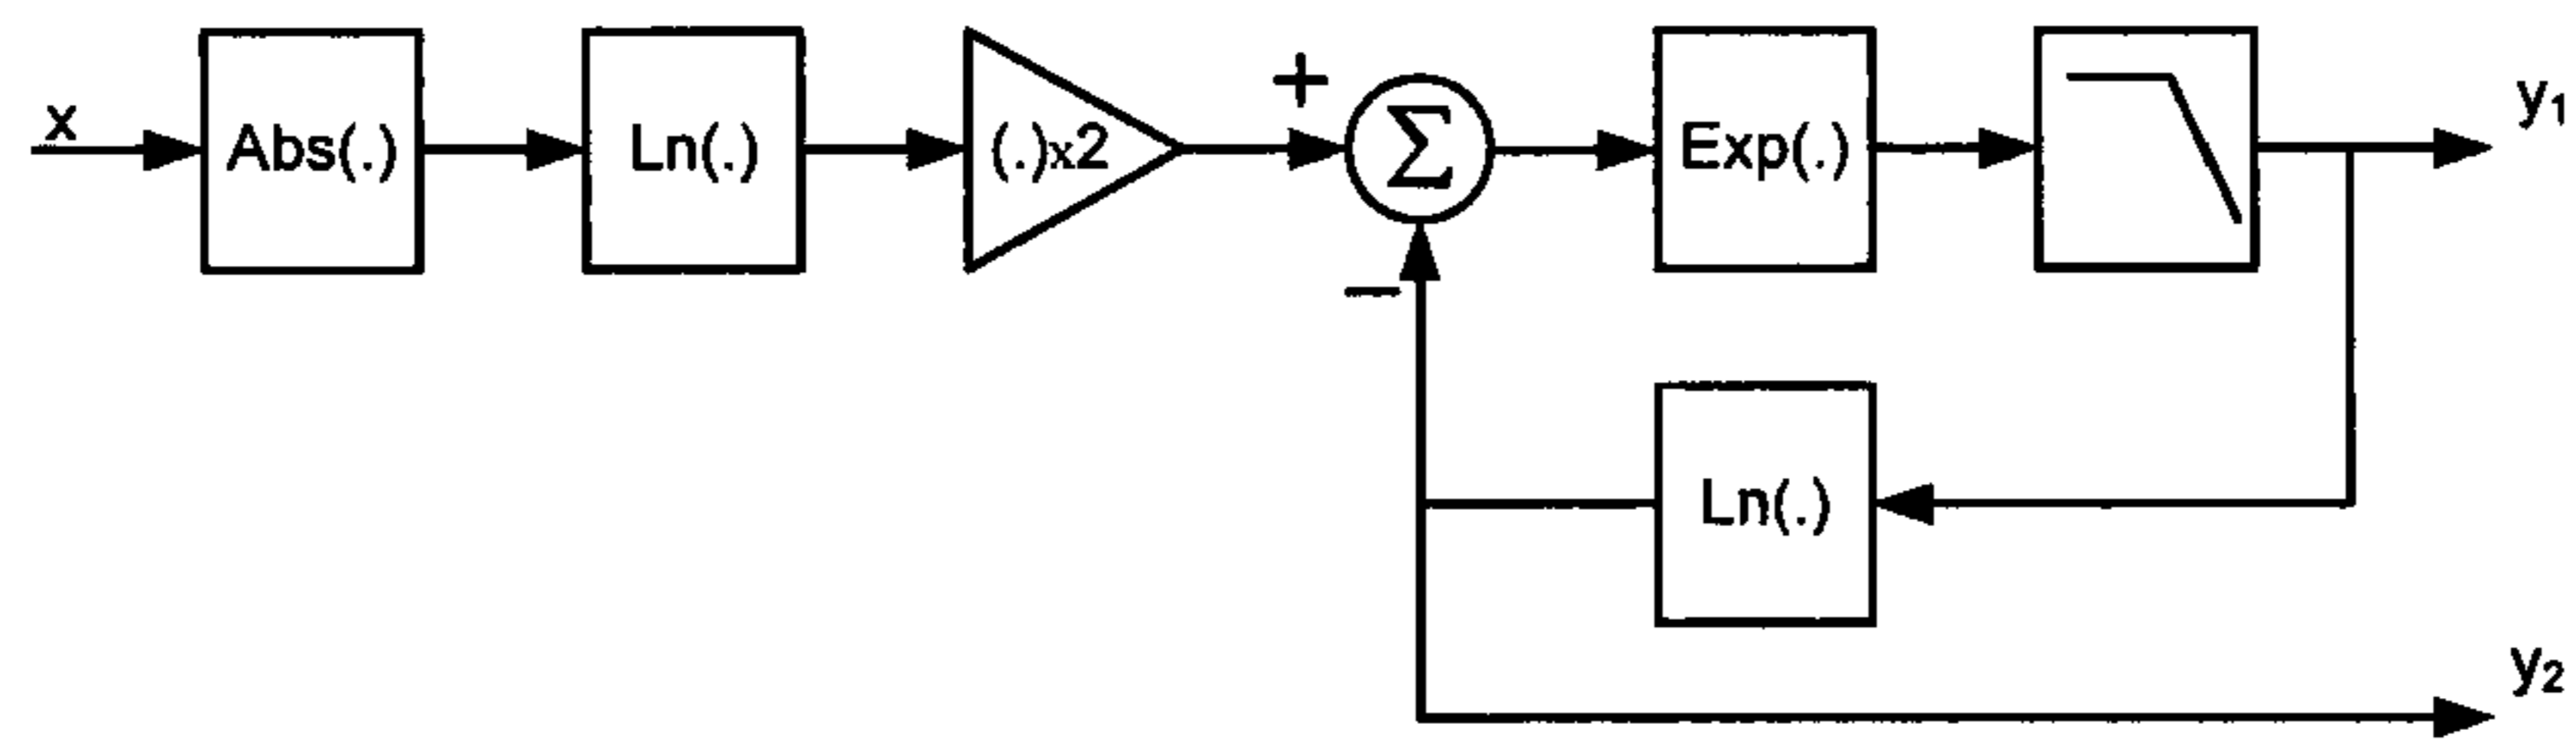 x
Abs(.)
Ln(.)
(.)x2
+
Σ
−
Exp(.)
y₁
Ln(.)
y₂